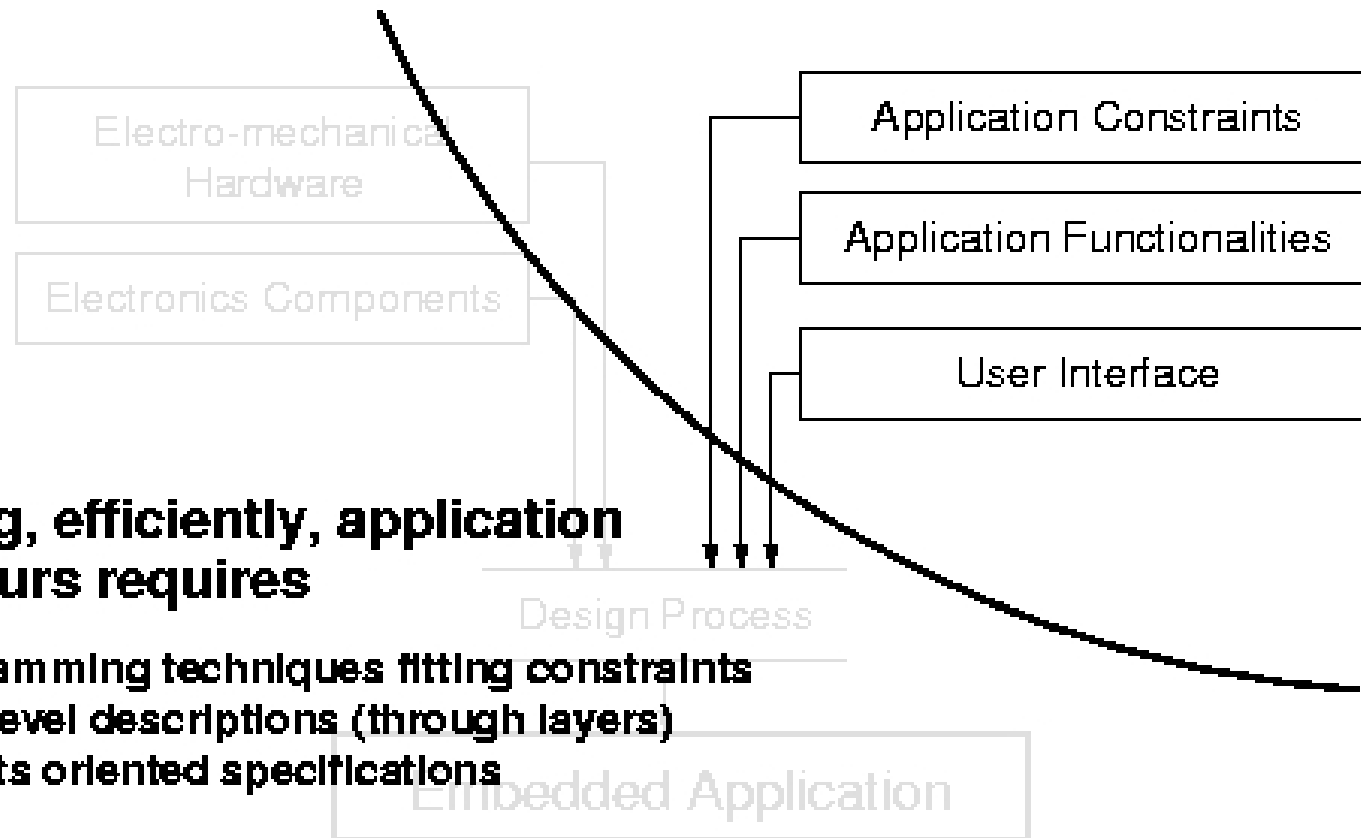 Electro-mechanical
Hardware
Electronics Components
Application Constraints
Application Functionalities
User Interface
g, efficiently, application
urs requires
Design Process
amming techniques fitting constraints
evel descriptions (through layers)
ts oriented specifications
Embedded Application